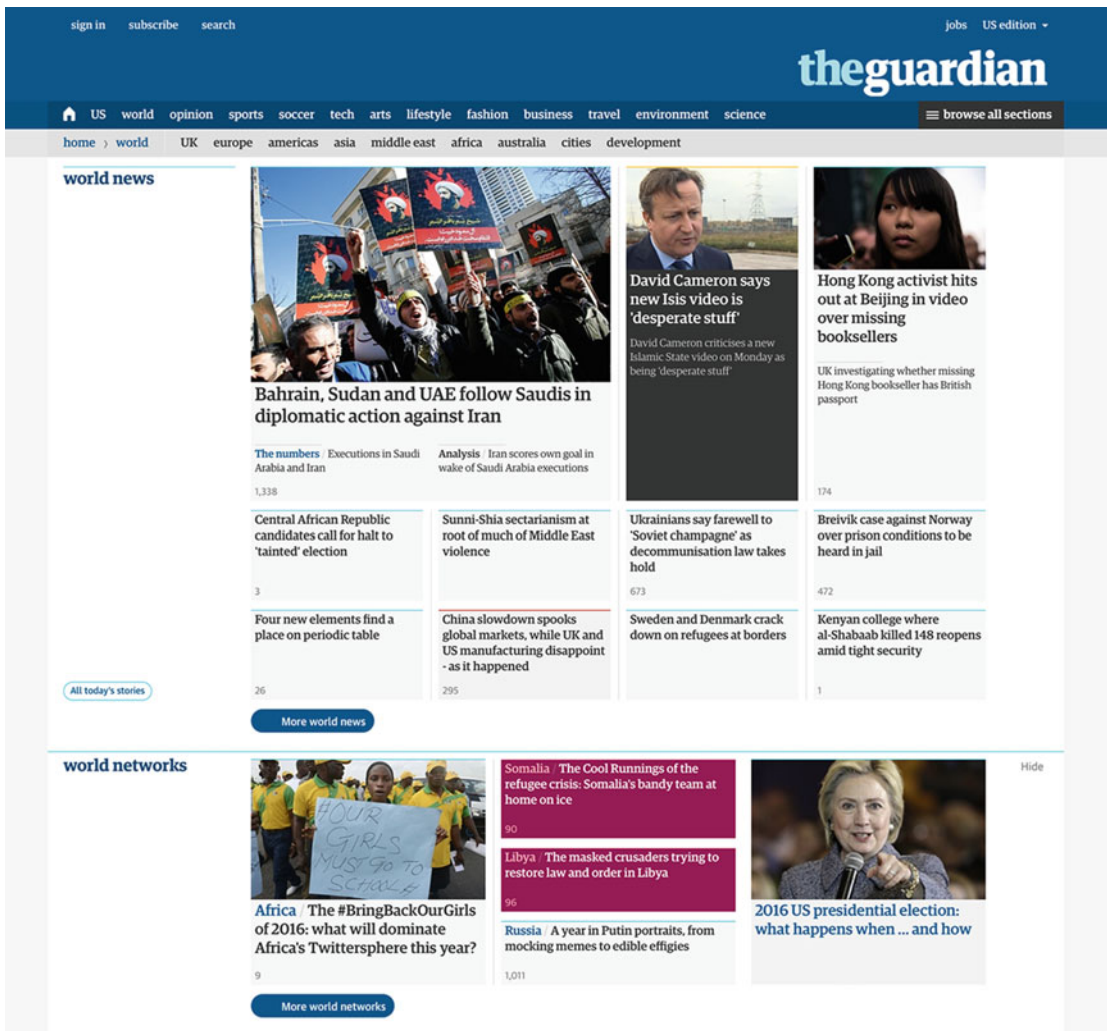 sign in subscribe search jobs US edition
theguardian
US world opinion sports soccer tech arts lifestyle fashion business travel environment science browse all sections
home › world UK europe americas asia middle east africa australia cities development
world news
Bahrain, Sudan and UAE follow Saudis in
diplomatic action against Iran
The numbers / Executions in Saudi
Arabia and Iran
Analysis / Iran scores own goal in
wake of Saudi Arabia executions
1,338
David Cameron says
new Isis video is
'desperate stuff'
David Cameron criticises a new
Islamic State video on Monday as
being 'desperate stuff'
Hong Kong activist hits
out at Beijing in video
over missing
booksellers
UK investigating whether missing
Hong Kong bookseller has British
passport
174
Central African Republic
candidates call for halt to
'tainted' election
3
Sunni-Shia sectarianism at
root of much of Middle East
violence
Ukrainians say farewell to
'Soviet champagne' as
decommunisation law takes
hold
673
Breivik case against Norway
over prison conditions to be
heard in jail
472
Four new elements find a
place on periodic table
26
China slowdown spooks
global markets, while UK and
US manufacturing disappoint
- as it happened
295
Sweden and Denmark crack
down on refugees at borders
Kenyan college where
al-Shabaab killed 148 reopens
amid tight security
1
All today's stories
More world news
world networks
Hide
#OUR
GIRLS
MUST GO TO
SCHOOL
Africa / The #BringBackOurGirls
of 2016: what will dominate
Africa's Twittersphere this year?
9
Somalia / The Cool Runnings of the
refugee crisis: Somalia's bandy team at
home on ice
90
Libya / The masked crusaders trying to
restore law and order in Libya
96
Russia / A year in Putin portraits, from
mocking memes to edible effigies
1,011
2016 US presidential election:
what happens when ... and how
More world networks